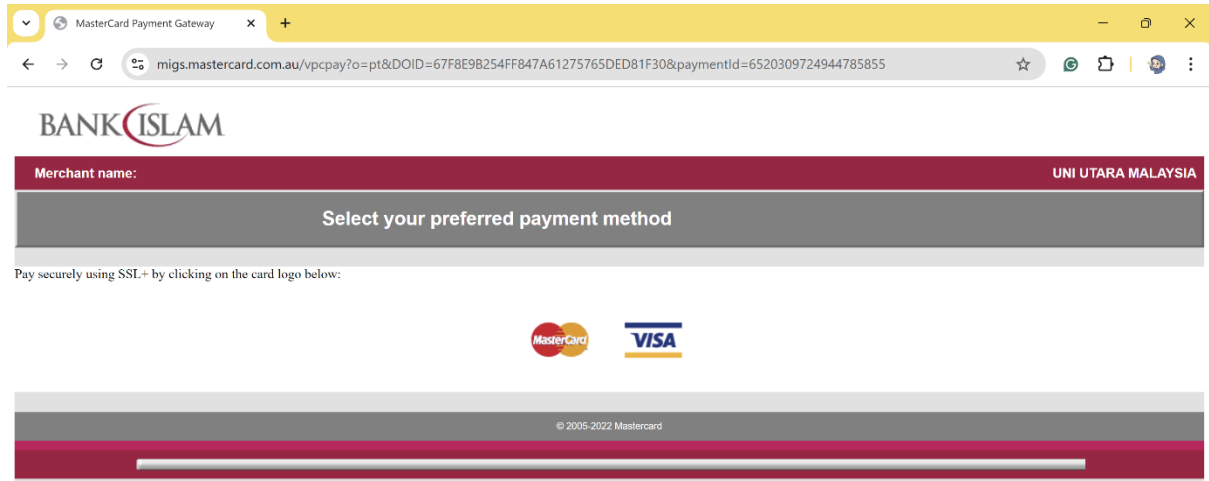 MasterCard Payment Gateway
migs.mastercard.com.au/vpcpay?o=pt&DOID=67F8E9B254FF847A61275765DED81F30&paymentId=6520309724944785855
BANK ISLAM
Merchant name: UNI UTARA MALAYSIA
Select your preferred payment method
Pay securely using SSL+ by clicking on the card logo below:
MasterCard VISA
© 2005-2022 Mastercard